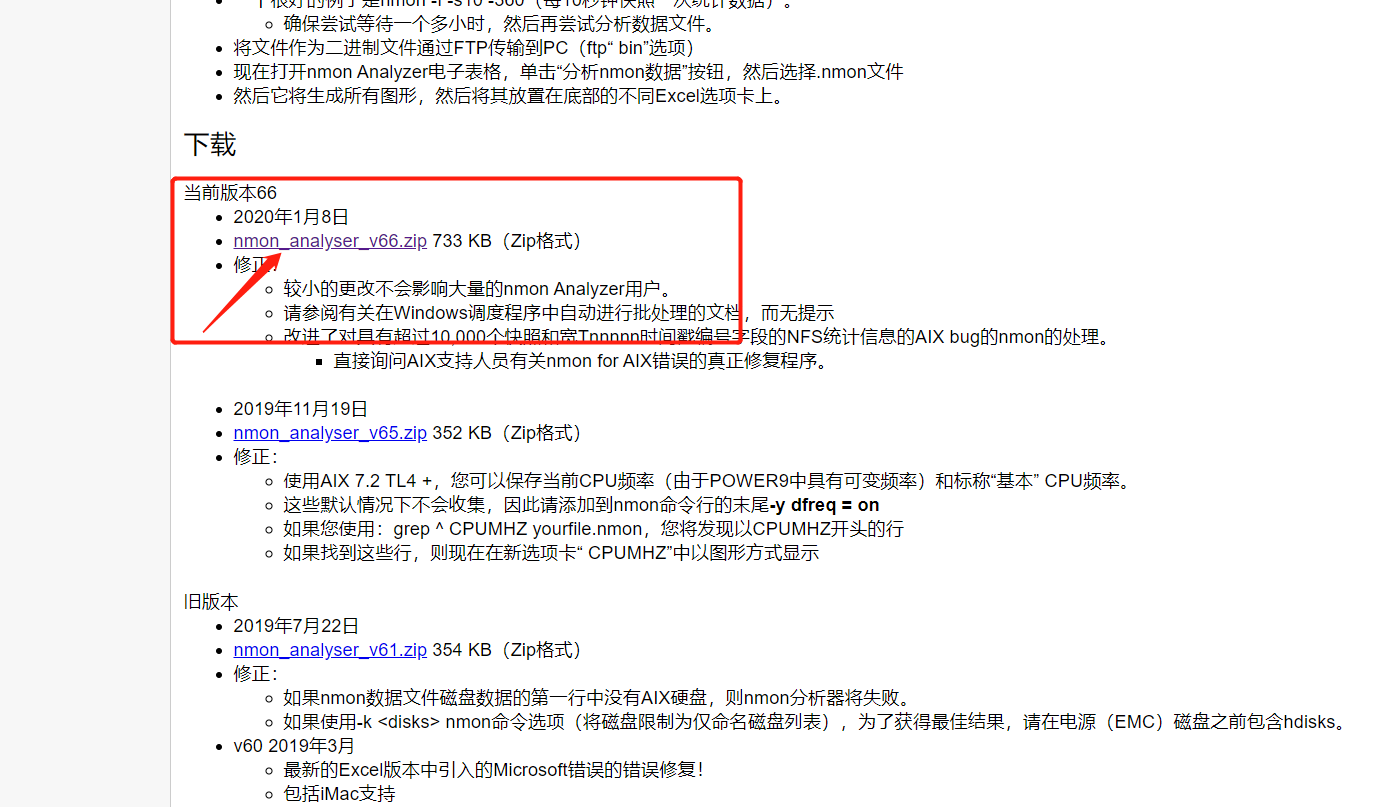 一个很好的例子是nmon -f -s10 -360（每10秒钟快照一次统计数据）。
确保尝试等待一个多小时，然后再尝试分析数据文件。
将文件作为二进制文件通过FTP传输到PC（ftp“ bin”选项）
现在打开nmon Analyzer电子表格，单击“分析nmon数据”按钮，然后选择.nmon文件
然后它将生成所有图形，然后将其放置在底部的不同Excel选项卡上。
下载
当前版本66
2020年1月8日
nmon_analyser_v66.zip 733 KB（Zip格式）
修正：
较小的更改不会影响大量的nmon Analyzer用户。
请参阅有关在Windows调度程序中自动进行批处理的文档，而无提示
改进了对具有超过10,000个快照和宽Tnnnnn时间戳编号字段的NFS统计信息的AIX bug的nmon的处理。
直接询问AIX支持人员有关nmon for AIX错误的真正修复程序。
2019年11月19日
nmon_analyser_v65.zip 352 KB（Zip格式）
修正：
使用AIX 7.2 TL4 +，您可以保存当前CPU频率（由于POWER9中具有可变频率）和标称“基本” CPU频率。
这些默认情况下不会收集，因此请添加到nmon命令行的末尾-y dfreq = on
如果您使用：grep ^ CPUMHZ yourfile.nmon，您将发现以CPUMHZ开头的行
如果找到这些行，则现在在新选项卡“ CPUMHZ”中以图形方式显示
旧版本
2019年7月22日
nmon_analyser_v61.zip 354 KB（Zip格式）
修正：
如果nmon数据文件磁盘数据的第一行中没有AIX硬盘，则nmon分析器将失败。
如果使用-k <disks> nmon命令选项（将磁盘限制为仅命名磁盘列表），为了获得最佳结果，请在电源（EMC）磁盘之前包含hdisks。
v60 2019年3月
最新的Excel版本中引入的Microsoft错误的错误修复！
包括iMac支持